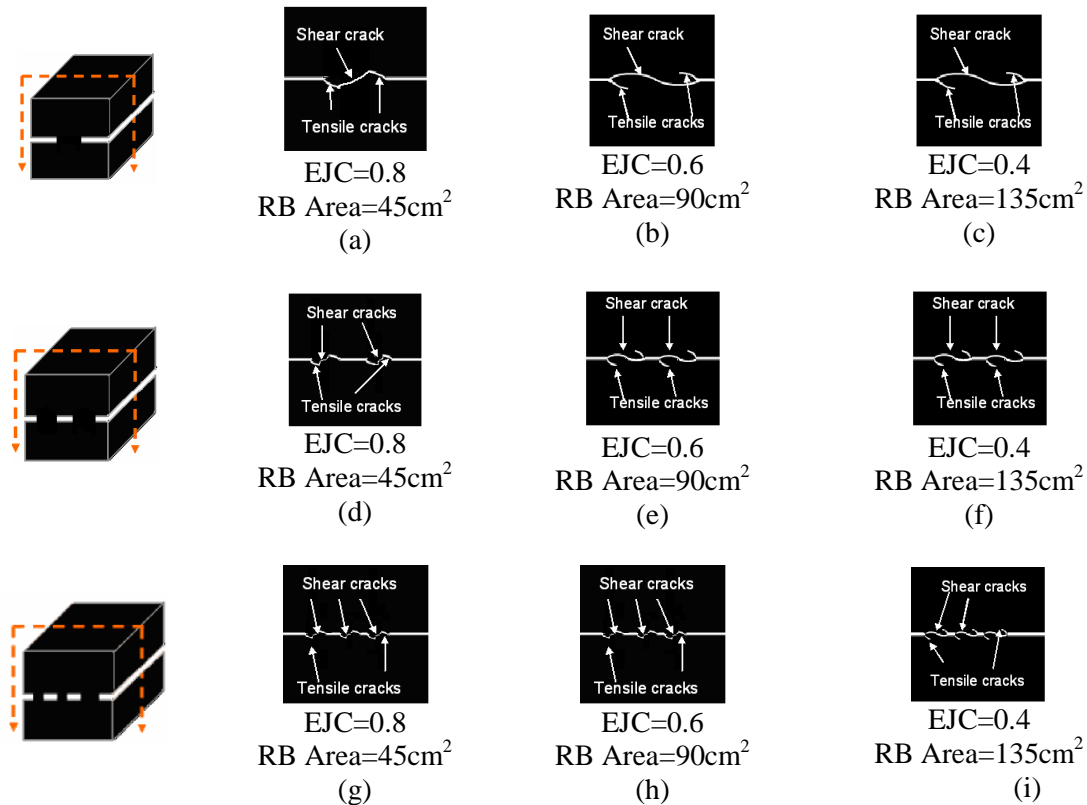 Shear crack
Tensile cracks
EJC=0.8
RB Area=45cm²
(a)
Shear crack
Tensile cracks
EJC=0.6
RB Area=90cm²
(b)
Shear crack
Tensile cracks
EJC=0.4
RB Area=135cm²
(c)
Shear cracks
Tensile cracks
EJC=0.8
RB Area=45cm²
(d)
Shear crack
Tensile cracks
EJC=0.6
RB Area=90cm²
(e)
Shear crack
Tensile cracks
EJC=0.4
RB Area=135cm²
(f)
Shear cracks
Tensile cracks
EJC=0.8
RB Area=45cm²
(g)
Shear cracks
Tensile cracks
EJC=0.6
RB Area=90cm²
(h)
Shear cracks
Tensile cracks
EJC=0.4
RB Area=135cm²
(i)